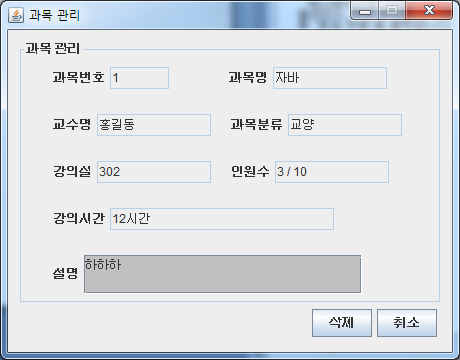 과목 관리
과목 관리
과목번호 1 과목명 자바
교수명 홍길동 과목분류 교양
강의실 302 인원수 3 / 10
강의시간 12시간
설명 하하하
삭제 취소